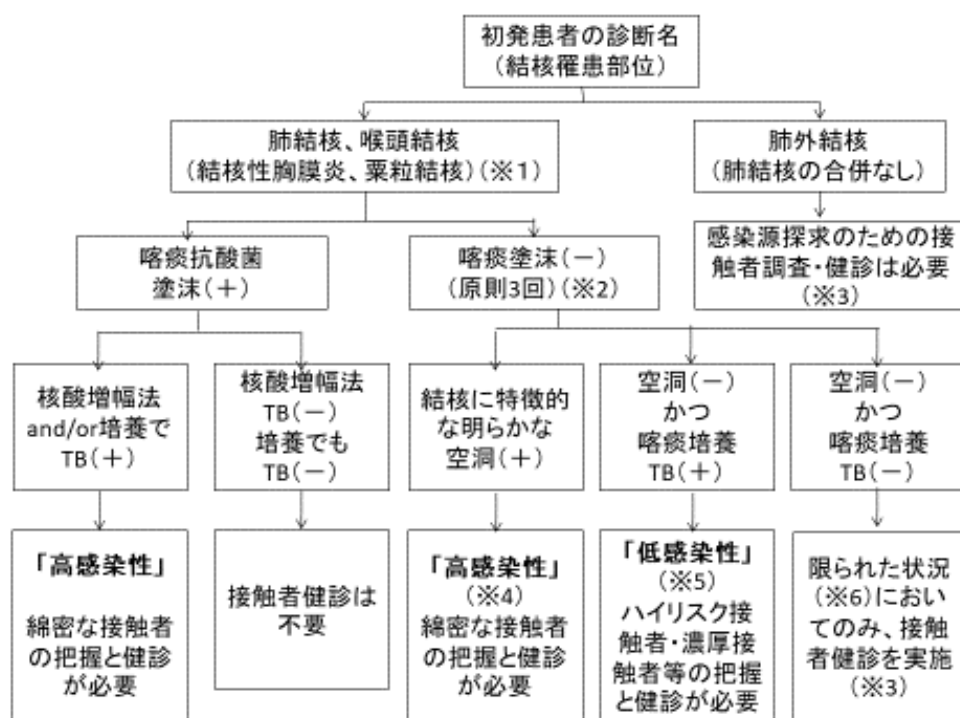 初発患者の診断名
（結核罹患部位）
肺結核、喉頭結核
（結核性胸膜炎、粟粒結核）（※1）
肺外結核
（肺結核の合併なし）
喀痰抗酸菌
塗沫（＋）
喀痰塗沫（－）
（原則3回）（※2）
感染源探求のための接
触者調査・健診は必要
（※3）
核酸増幅法
and/or培養で
TB（＋）
核酸増幅法
TB（－）
培養でも
TB（－）
結核に特徴的
な明らかな
空洞（＋）
空洞（－）
かつ
喀痰培養
TB（＋）
空洞（－）
かつ
喀痰培養
TB（－）
「高感染性」
綿密な接触者
の把握と健診
が必要
接触者健診は
不要
「高感染性」
（※4）
綿密な接触者
の把握と健診
が必要
「低感染性」
（※5）
ハイリスク接
触者・濃厚接
触者等の把握
と健診が必要
限られた状況
（※6）におい
てのみ、接触
者健診を実施
（※3）